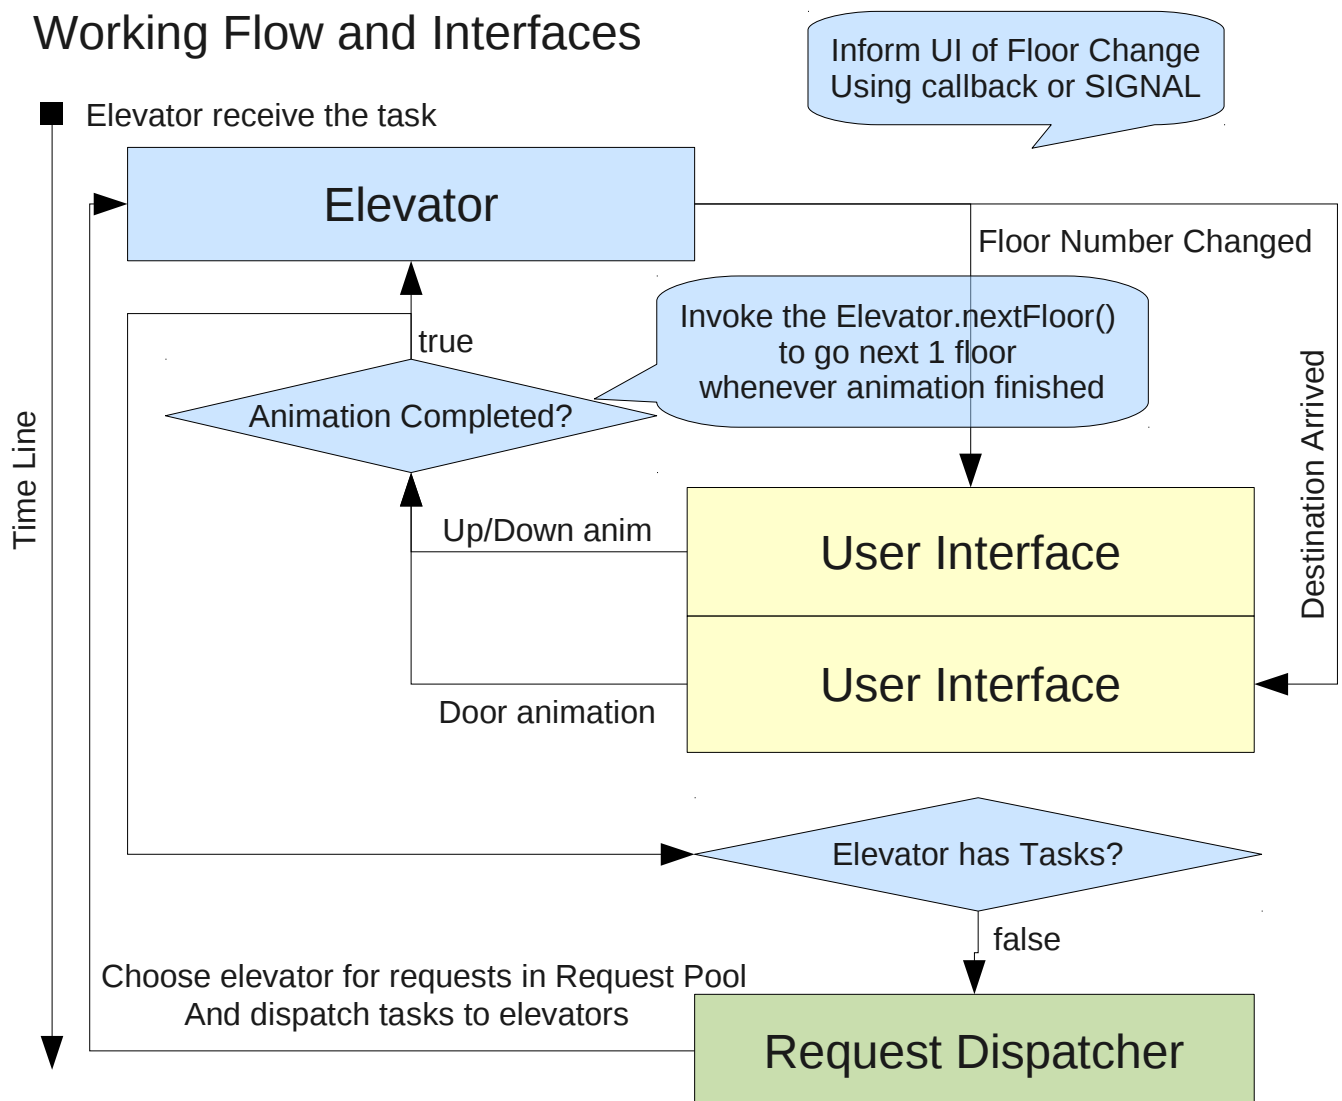 Working Flow and Interfaces
Inform UI of Floor Change
Using callback or SIGNAL
Elevator receive the task
Elevator
Floor Number Changed
Invoke the Elevator.nextFloor()
to go next 1 floor
whenever animation finished
true
Animation Completed?
Time Line
Destination Arrived
Up/Down anim
User Interface
User Interface
Door animation
Elevator has Tasks?
false
Choose elevator for requests in Request Pool
And dispatch tasks to elevators
Request Dispatcher